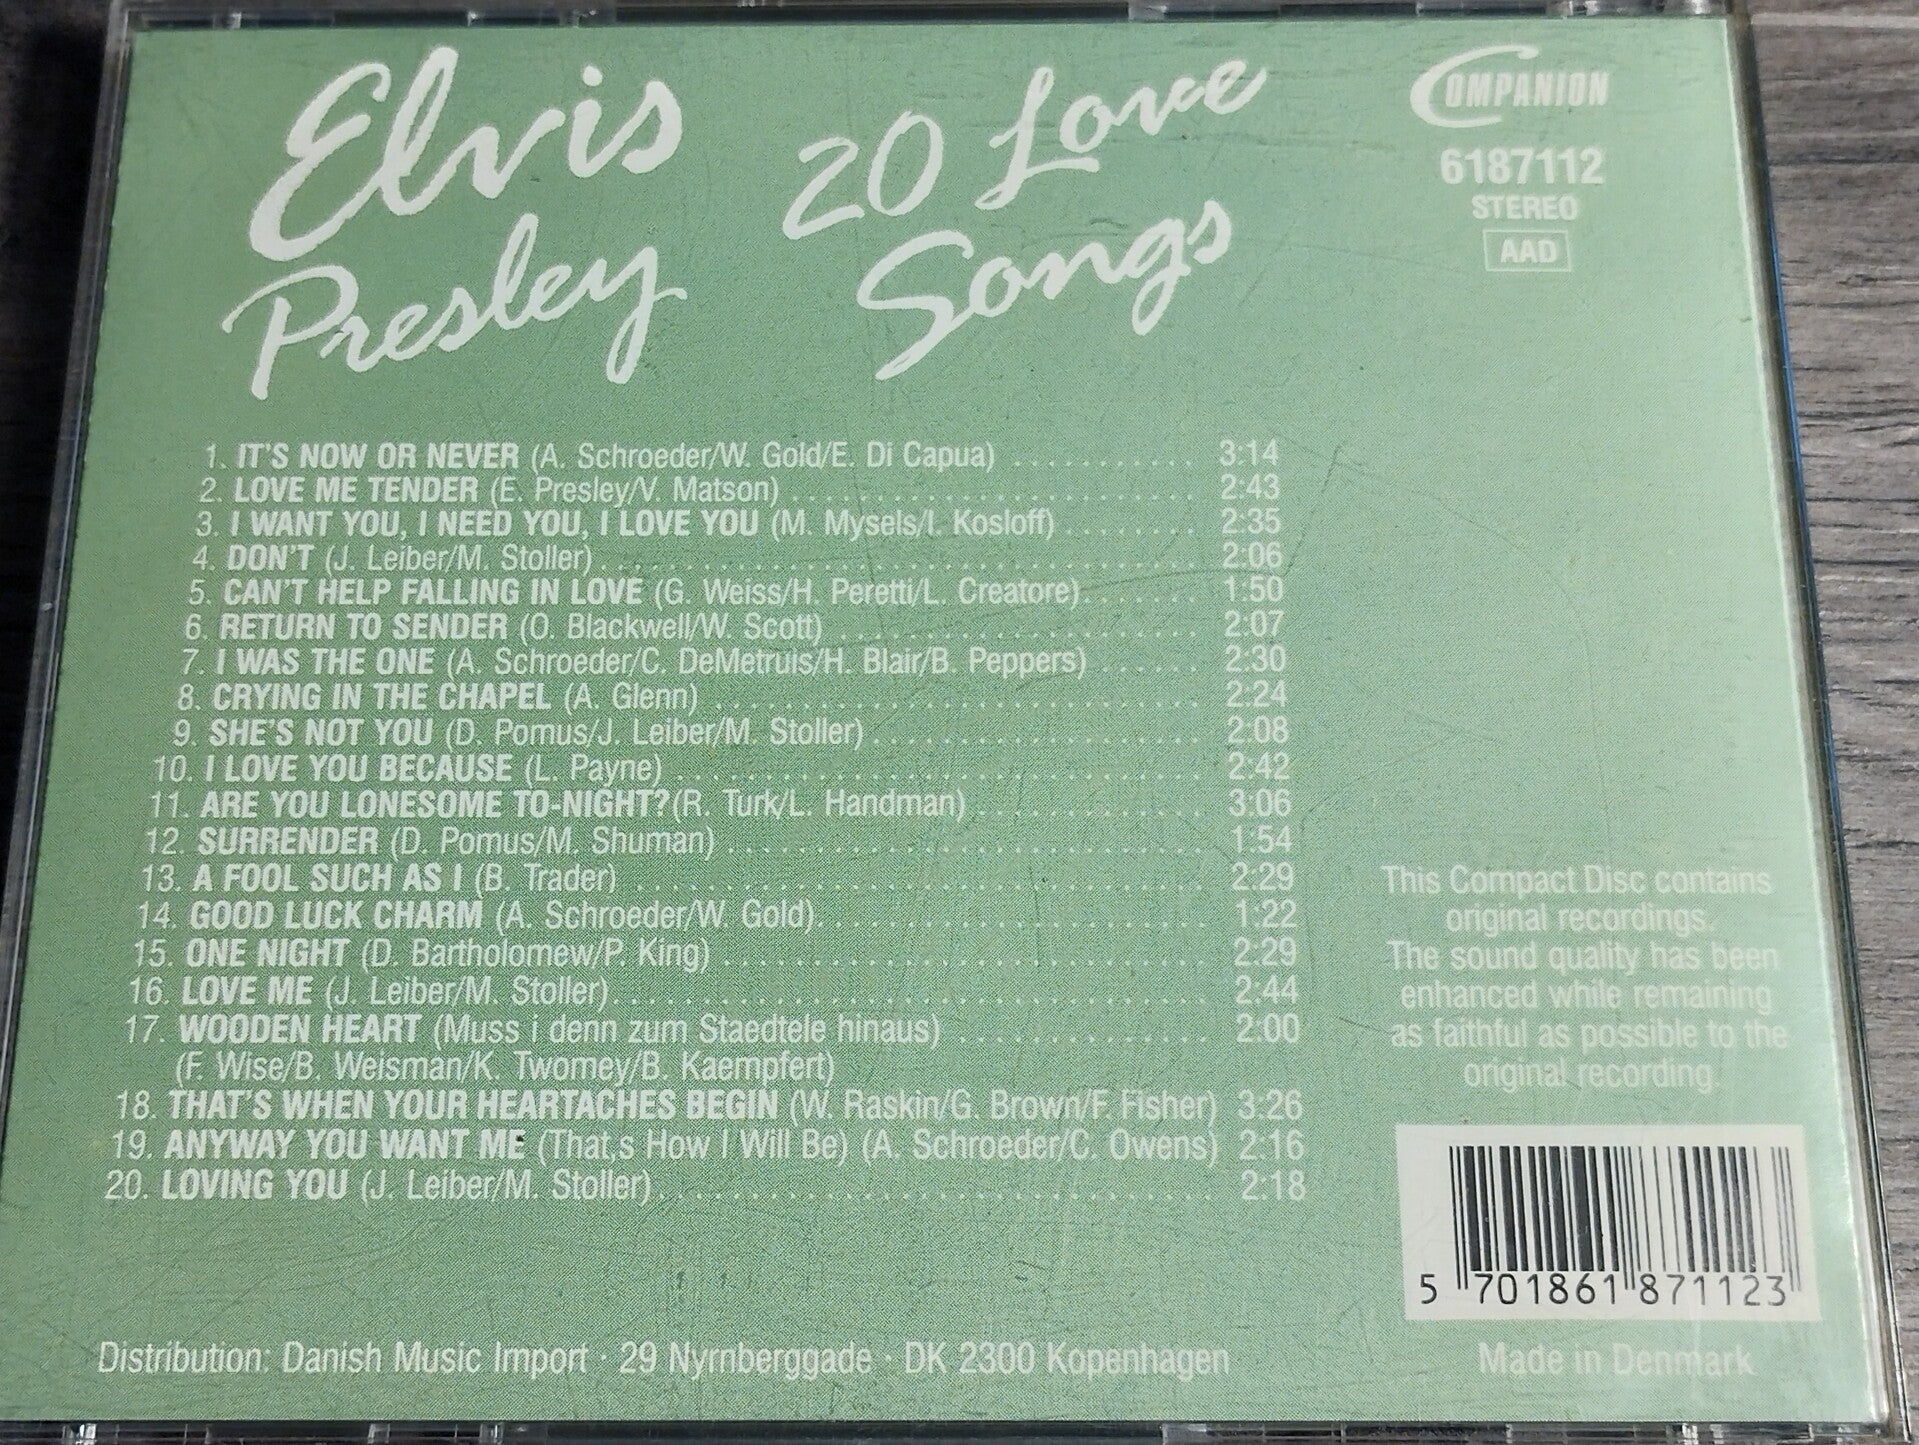 Elvis Presley
20 Love Songs
COMPANION
6187112
STEREO
AAD
1. IT'S NOW OR NEVER (A. Schroeder/W. Gold/E. Di Capua) 3:14
2. LOVE ME TENDER (E. Presley/V. Matson) 2:43
3. I WANT YOU, I NEED YOU, I LOVE YOU (M. Mysels/I. Kosloff) 2:35
4. DON'T (J. Leiber/M. Stoller) 2:06
5. CAN'T HELP FALLING IN LOVE (G. Weiss/H. Peretti/L. Creatore) 1:50
6. RETURN TO SENDER (O. Blackwell/W. Scott) 2:07
7. I WAS THE ONE (A. Schroeder/C. DeMetruis/H. Blair/B. Peppers) 2:30
8. CRYING IN THE CHAPEL (A. Glenn) 2:24
9. SHE'S NOT YOU (D. Pomus/J. Leiber/M. Stoller) 2:08
10. I LOVE YOU BECAUSE (L. Payne) 2:42
11. ARE YOU LONESOME TO-NIGHT? (R. Turk/L. Handman) 3:06
12. SURRENDER (D. Pomus/M. Shuman) 1:54
13. A FOOL SUCH AS I (B. Trader) 2:29
14. GOOD LUCK CHARM (A. Schroeder/W. Gold) 1:22
15. ONE NIGHT (D. Bartholomew/P. King) 2:29
16. LOVE ME (J. Leiber/M. Stoller) 2:44
17. WOODEN HEART (Muss i denn zum Staedtele hinaus) 2:00
(F. Wise/B. Weisman/K. Twomey/B. Kaempfert)
18. THAT'S WHEN YOUR HEARTACHES BEGIN (W. Raskin/G. Brown/F. Fisher) 3:26
19. ANYWAY YOU WANT ME (That,s How I Will Be) (A. Schroeder/C. Owens) 2:16
20. LOVING YOU (J. Leiber/M. Stoller) 2:18
This Compact Disc contains
original recordings.
The sound quality has been
enhanced while remaining
as faithful as possible to the
original recording.
5 701861 871123
Distribution: Danish Music Import · 29 Nyrnberggade · DK 2300 Kopenhagen
Made in Denmark